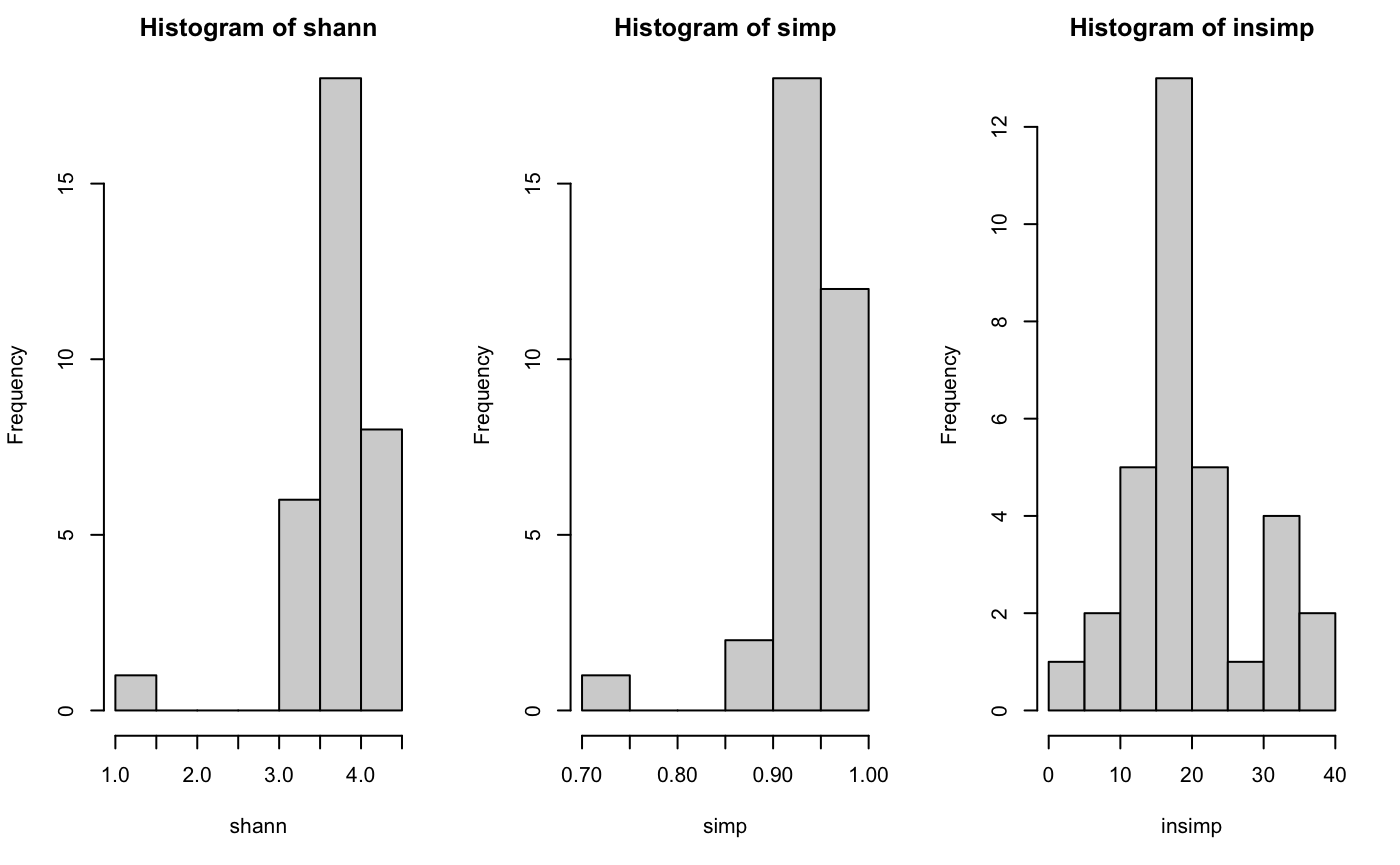 Histogram of shann
Frequency
15
10
5
0
1.0 2.0 3.0 4.0
shann
Histogram of simp
Frequency
15
10
5
0
0.70 0.80 0.90 1.00
simp
Histogram of insimp
Frequency
12
10
8
6
4
2
0
0 10 20 30 40
insimp